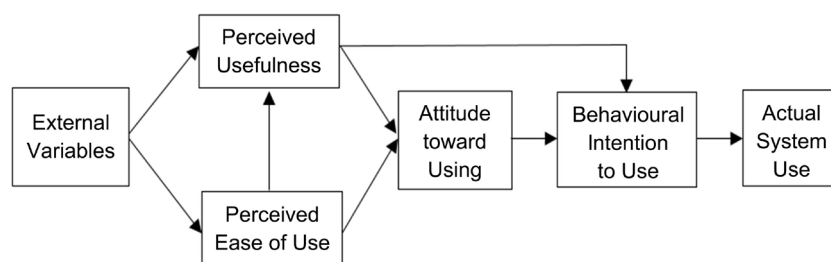 Perceived
Usefulness
External
Variables
Perceived
Ease of Use
Attitude
toward
Using
Behavioural
Intention
to Use
Actual
System
Use